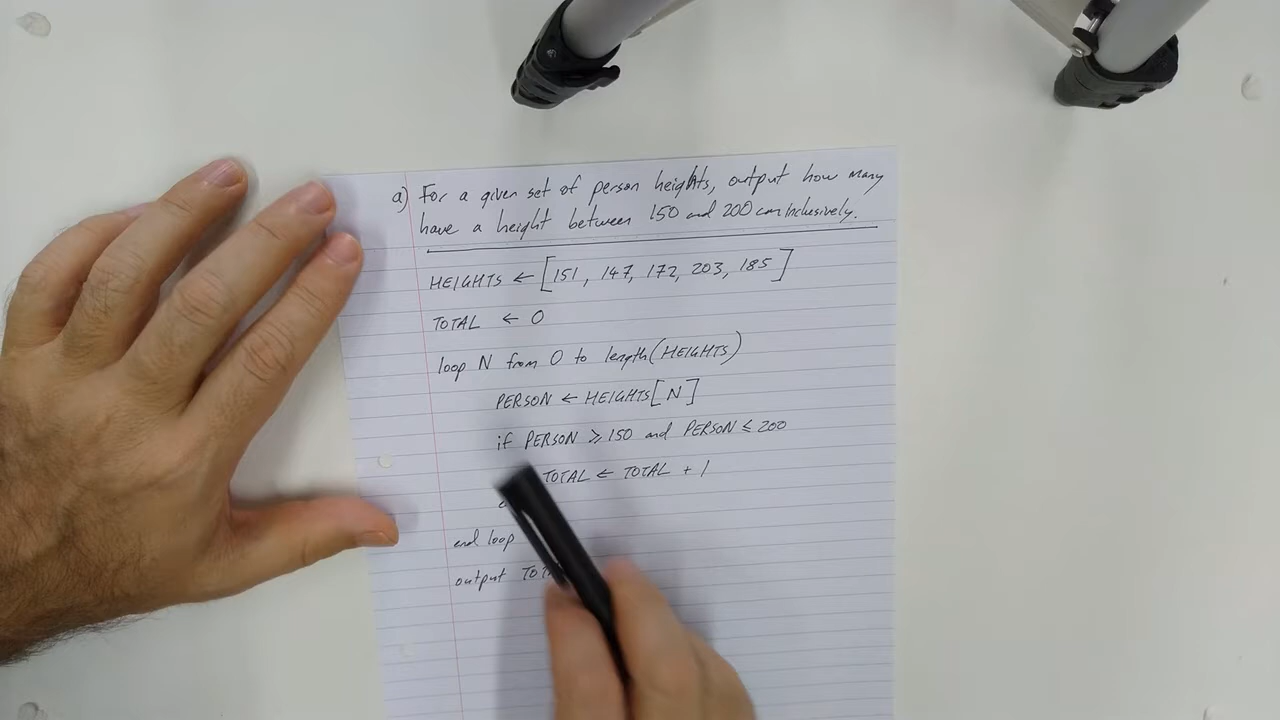 a) For a given set of person heights, output how many
have a height between 150 and 200 cm inclusively.
HEIGHTS ← [151, 147, 172, 203, 185]
TOTAL ← 0
loop N from 0 to length(HEIGHTS)
PERSON ← HEIGHTS[N]
if PERSON ≥ 150 and PERSON ≤ 200
TOTAL ← TOTAL + 1
end loop
output